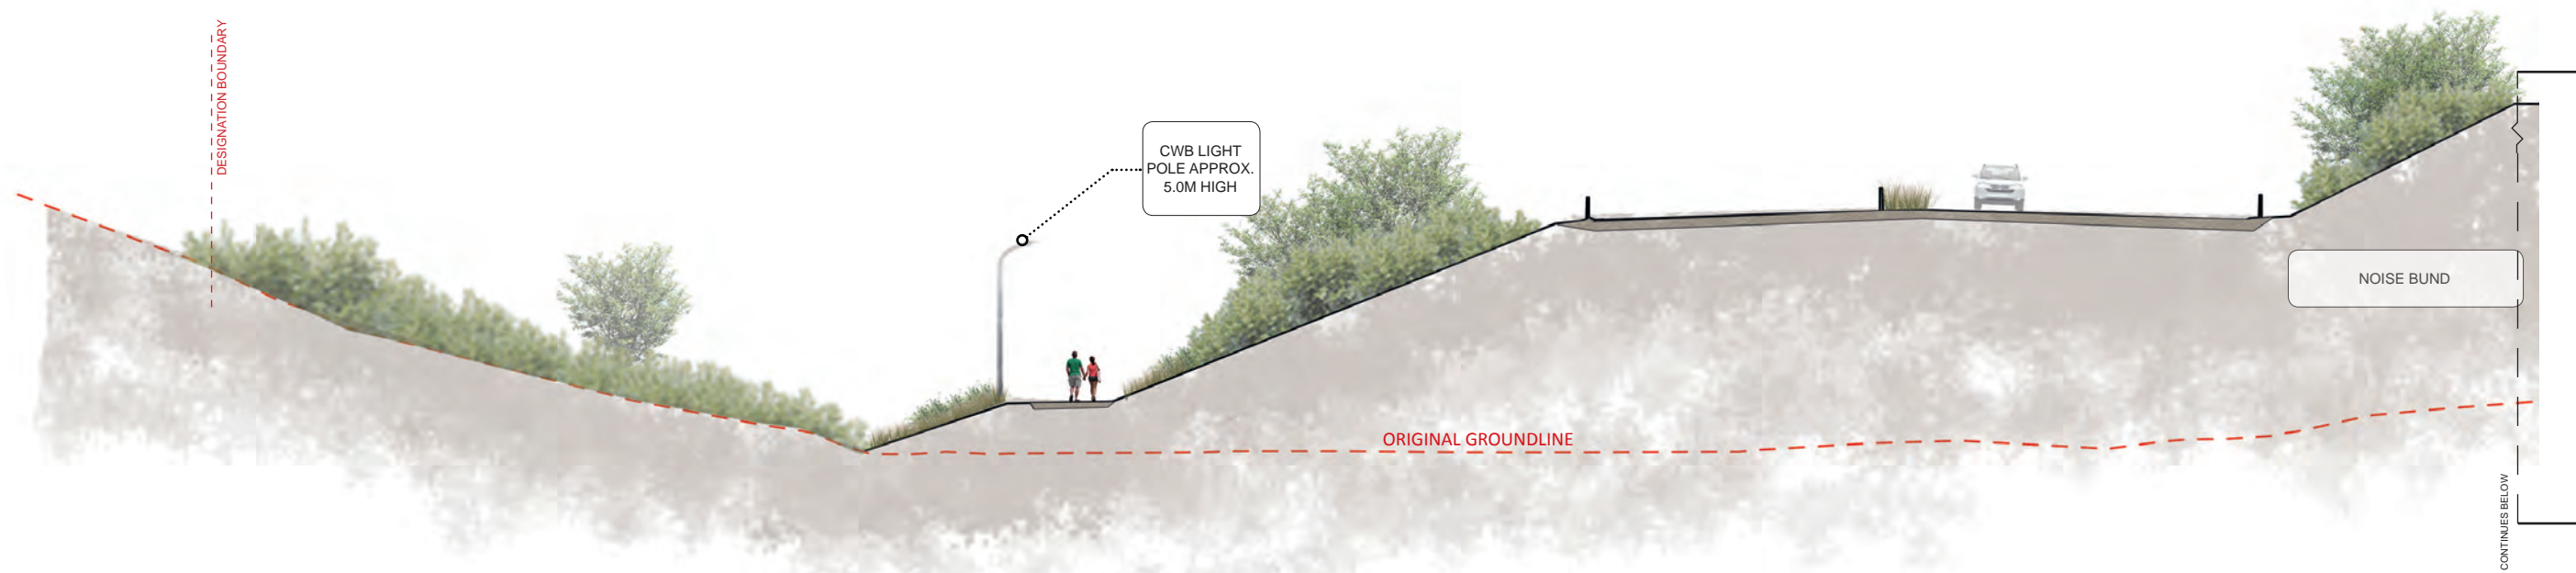 DESIGNATION BOUNDARY
CWB LIGHT
POLE APPROX.
5.0M HIGH
NOISE BUND
ORIGINAL GROUNDLINE
CONTINUES BELOW